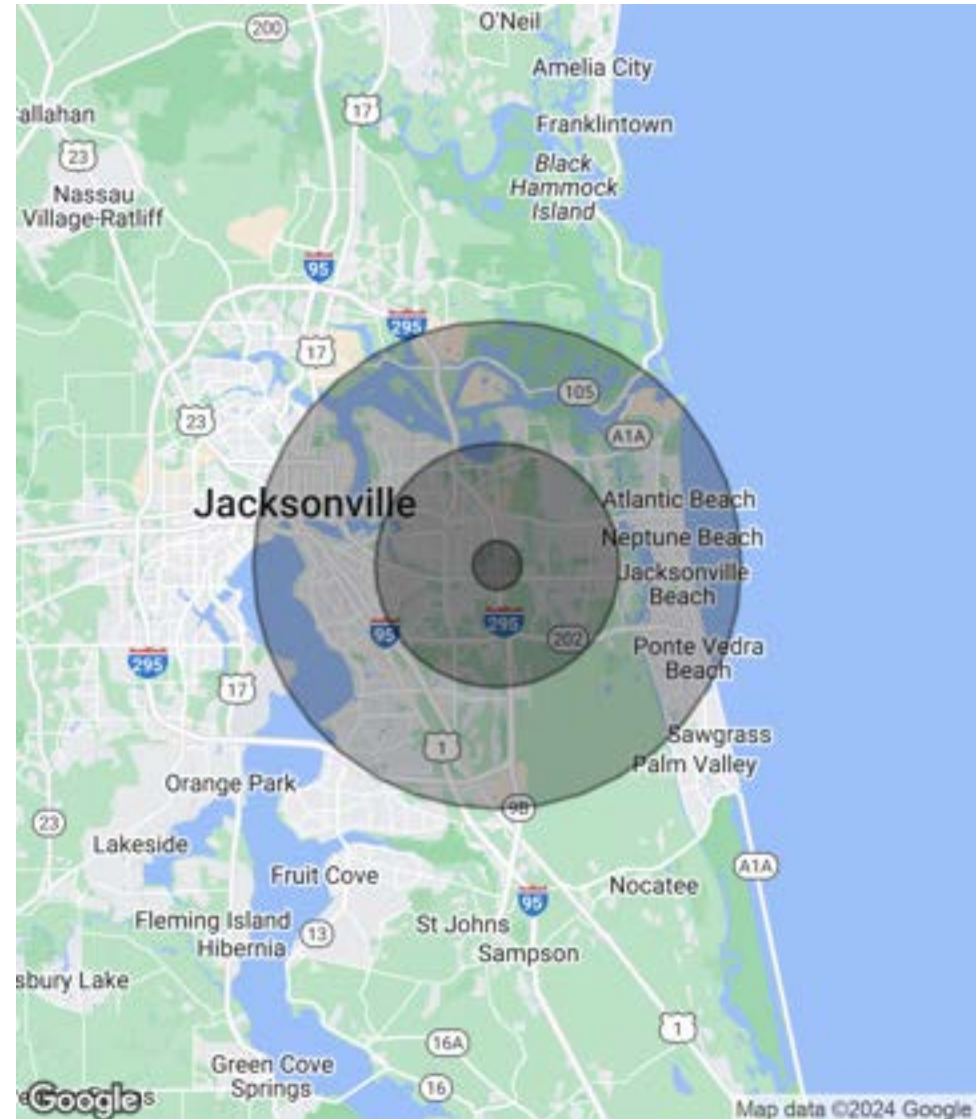 O'Neil
200
Amelia City
17
allahan
Franklintown
23
Black
Hammock
Island
Nassau
Village-Ratliff
95
295
17
105
23
A1A
Jacksonville
Atlantic Beach
Neptune Beach
Jacksonville
Beach
295
95
202
Ponte Vedra
Beach
295
17
Sawgrass
1
Palm Valley
Orange Park
9B
23
Lakeside
A1A
Fruit Cove
Nocatee
95
Fleming Island
St Johns
13
Hibernia
Sampson
sbury Lake
1
16A
Green Cove
Springs
16
Google
Map data ©2024 Google